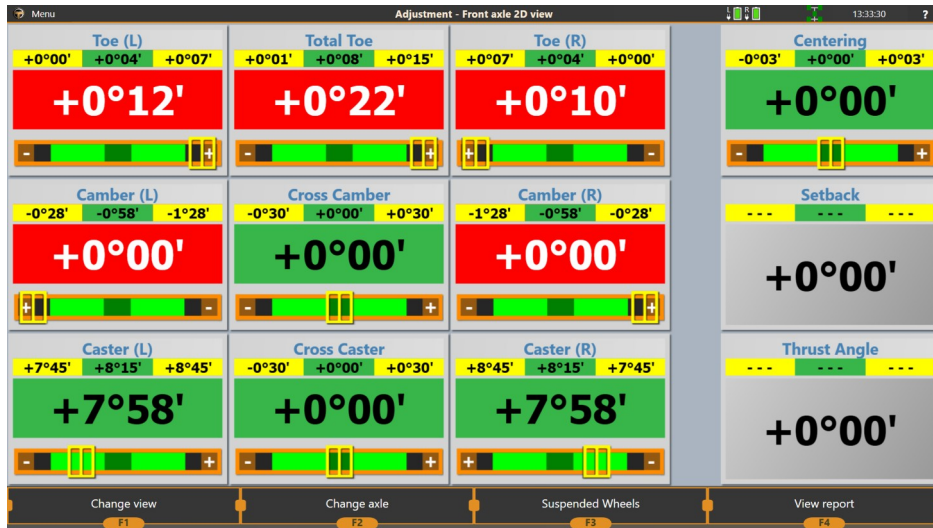 Menu
Adjustment - Front axle 2D view
L R
13:33:30 ?
Toe (L)
+0°00' +0°04' +0°07'
+0°12'
- +
Total Toe
+0°01' +0°08' +0°15'
+0°22'
- +
Toe (R)
+0°07' +0°04' +0°00'
+0°10'
+ -
Centering
-0°03' +0°00' +0°03'
+0°00'
- +
Camber (L)
-0°28' -0°58' -1°28'
+0°00'
+ -
Cross Camber
-0°30' +0°00' +0°30'
+0°00'
- +
Camber (R)
-1°28' -0°58' -0°28'
+0°00'
- +
Setback
--- --- ---
+0°00'
Caster (L)
+7°45' +8°15' +8°45'
+7°58'
- +
Cross Caster
-0°30' +0°00' +0°30'
+0°00'
- +
Caster (R)
+8°45' +8°15' +7°45'
+7°58'
+ -
Thrust Angle
--- --- ---
+0°00'
Change view
F1
Change axle
F2
Suspended Wheels
F3
View report
F4